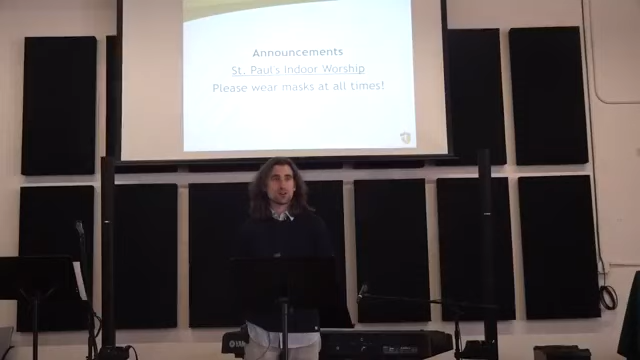 Announcements
St. Paul's Indoor Worship
Please wear masks at all times!